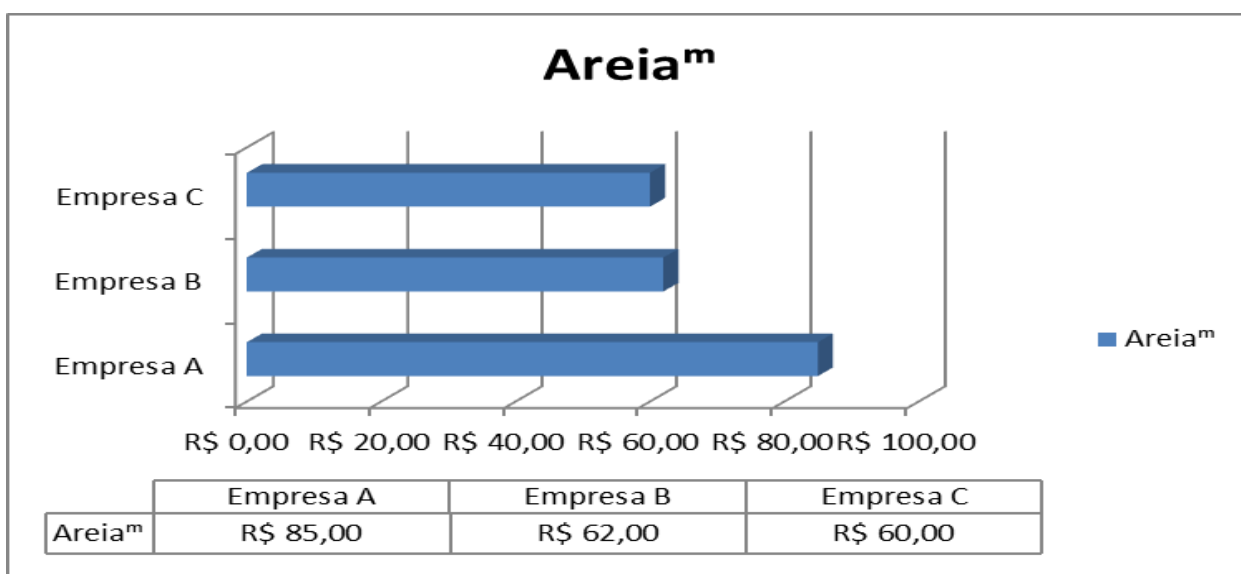 Areiaᵐ
Empresa C
Empresa B
Empresa A
Areiaᵐ
R$ 0,00 R$ 20,00 R$ 40,00 R$ 60,00 R$ 80,00 R$ 100,00
Empresa A Empresa B Empresa C
Areiaᵐ R$ 85,00 R$ 62,00 R$ 60,00